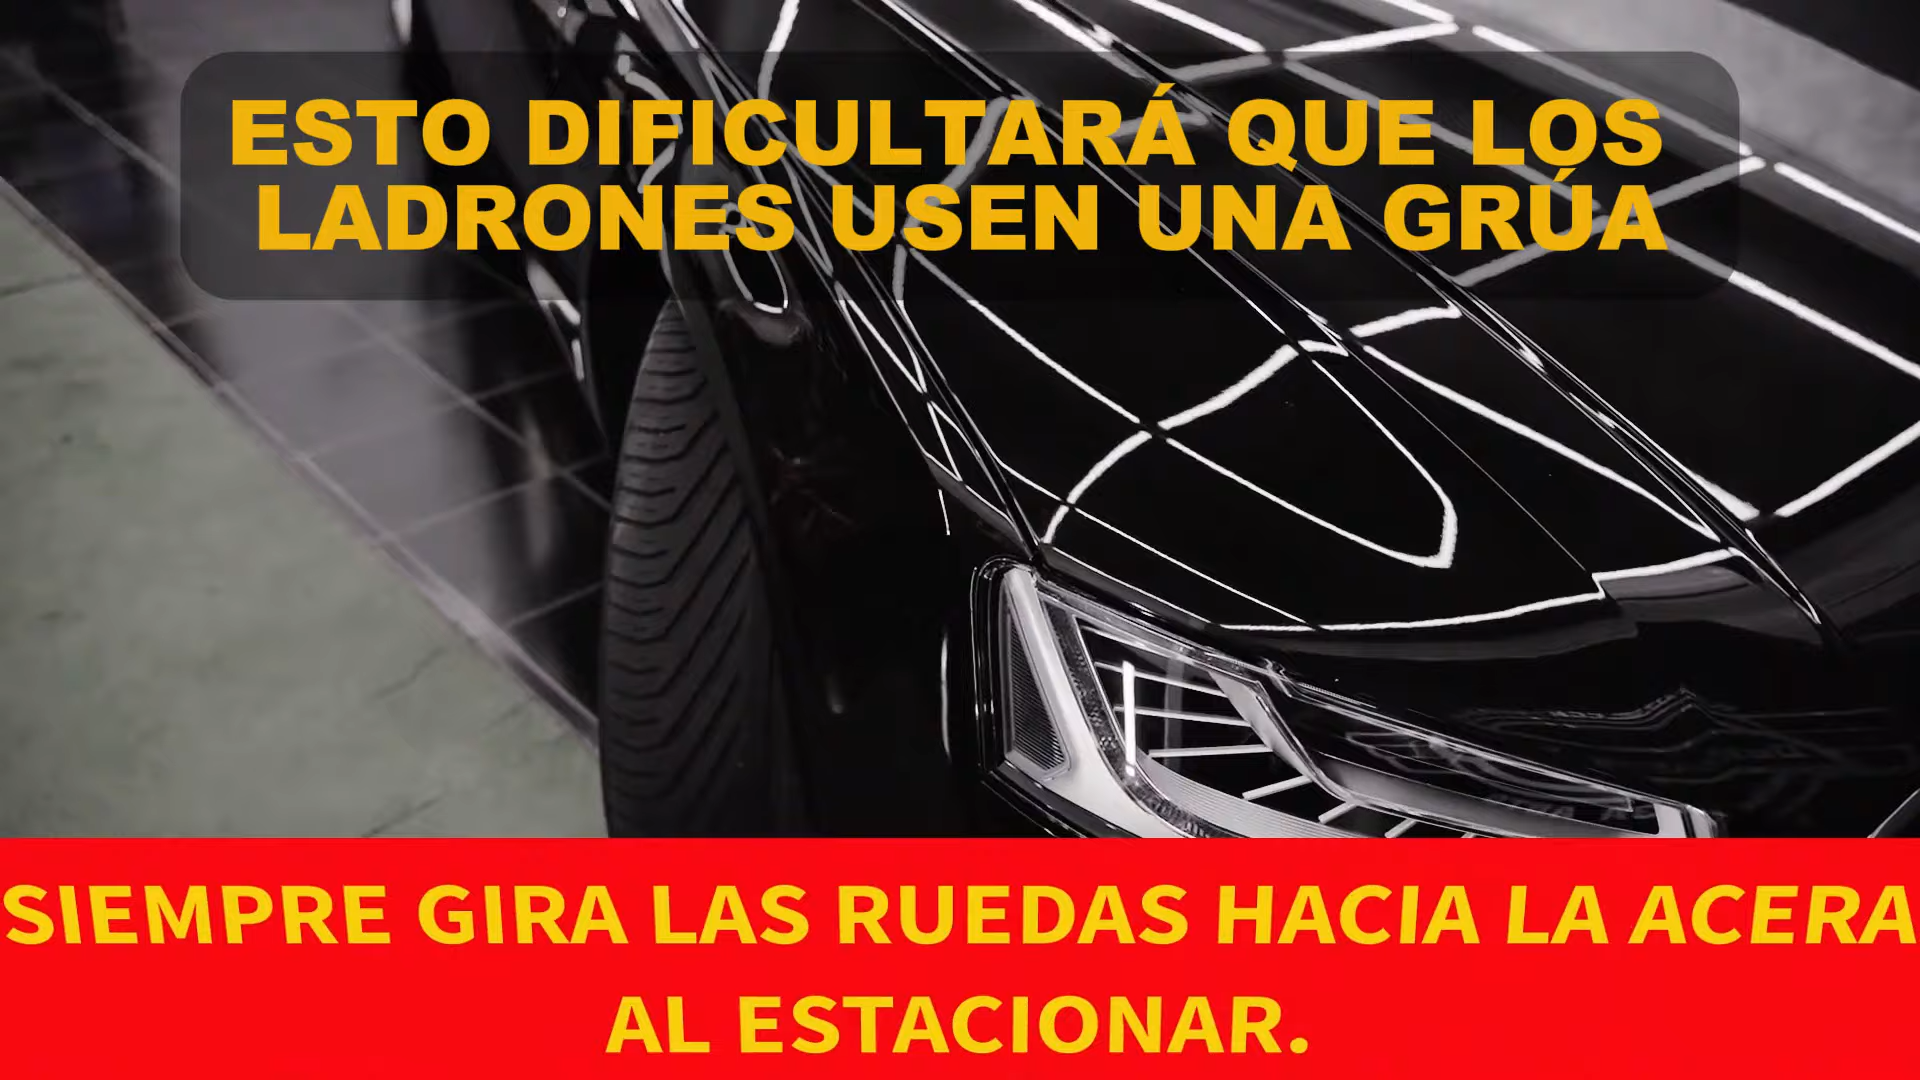 ESTO DIFICULTARÁ QUE LOS
LADRONES USEN UNA GRÚA
SIEMPRE GIRA LAS RUEDAS HACIA LA ACERA
AL ESTACIONAR.